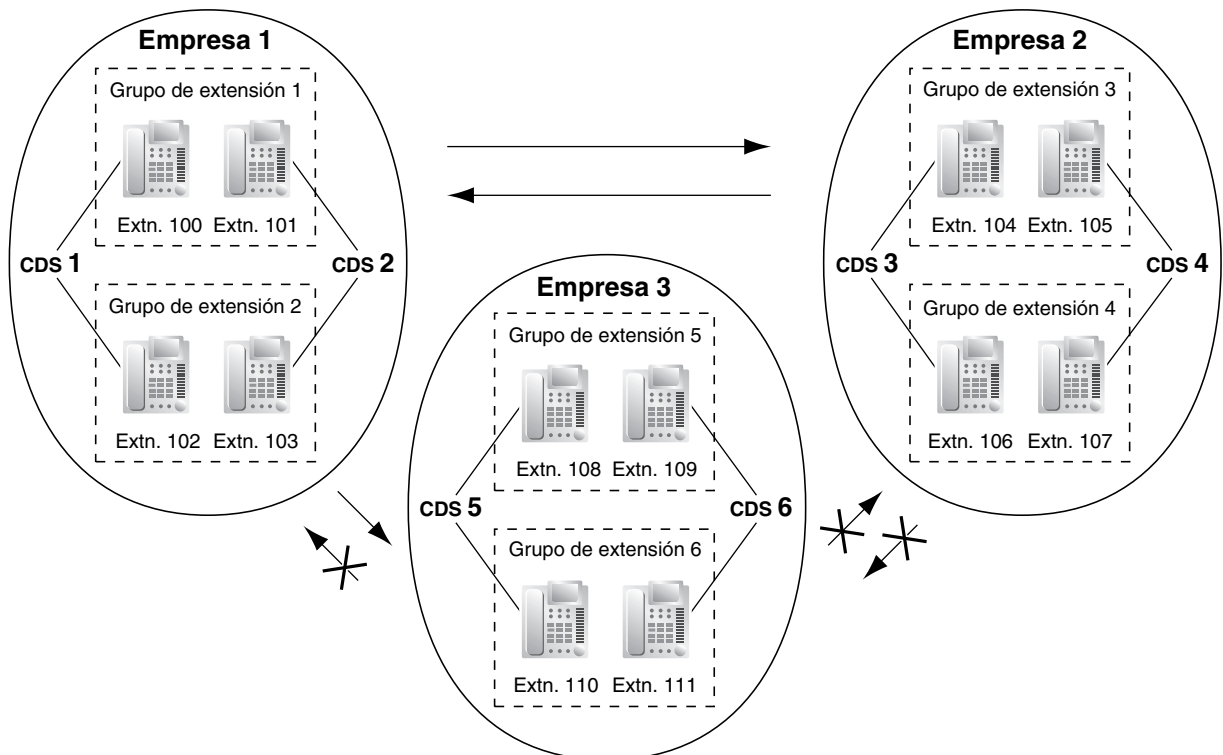 Empresa 1
Grupo de extensión 1
Extn. 100 Extn. 101
CDS 1 CDS 2
Grupo de extensión 2
Extn. 102 Extn. 103
Empresa 2
Grupo de extensión 3
Extn. 104 Extn. 105
CDS 3 CDS 4
Grupo de extensión 4
Extn. 106 Extn. 107
Empresa 3
Grupo de extensión 5
Extn. 108 Extn. 109
CDS 5 CDS 6
Grupo de extensión 6
Extn. 110 Extn. 111